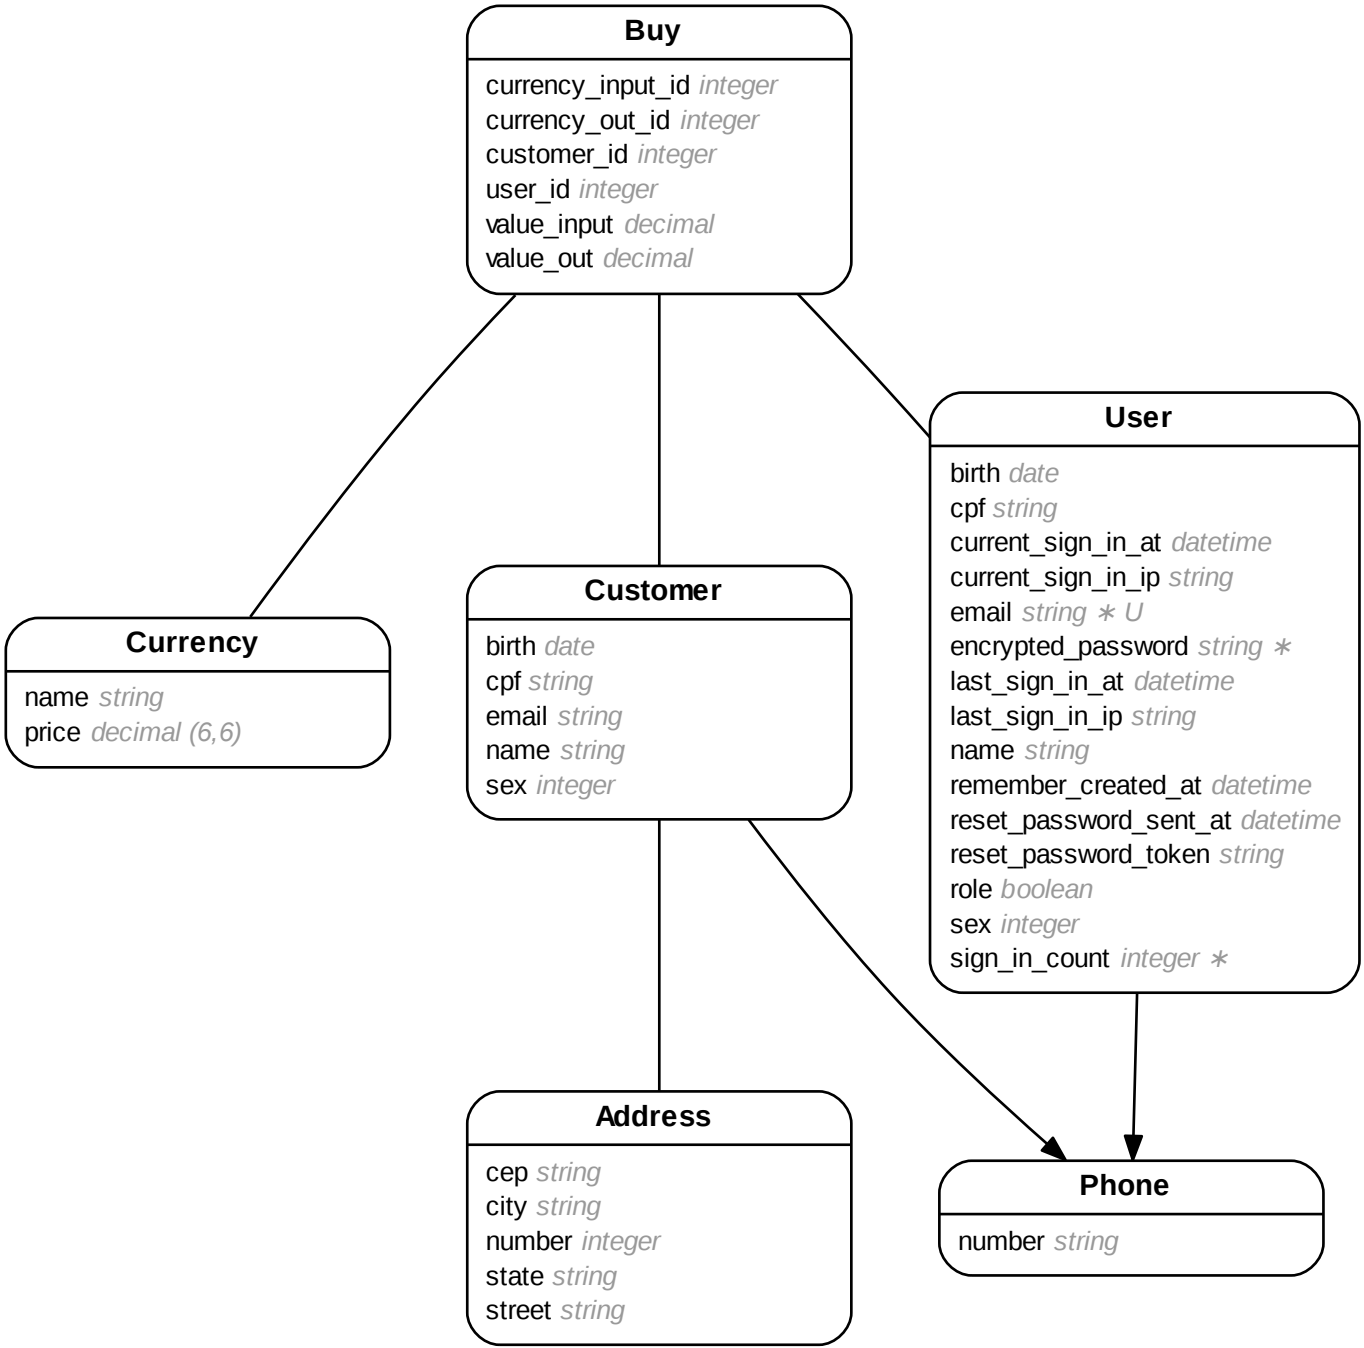 Buy
currency_input_id integer
currency_out_id integer
customer_id integer
user_id integer
value_input decimal
value_out decimal
Currency
name string
price decimal (6,6)
Customer
birth date
cpf string
email string
name string
sex integer
User
birth date
cpf string
current_sign_in_at datetime
current_sign_in_ip string
email string ∗ U
encrypted_password string ∗
last_sign_in_at datetime
last_sign_in_ip string
name string
remember_created_at datetime
reset_password_sent_at datetime
reset_password_token string
role boolean
sex integer
sign_in_count integer ∗
Address
cep string
city string
number integer
state string
street string
Phone
number string